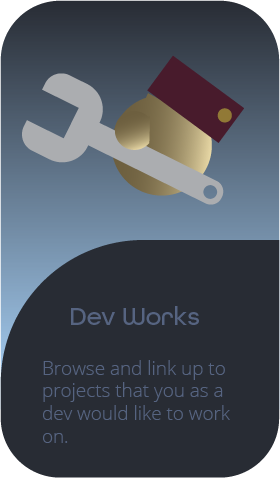 Dev Works
Browse and link up to
projects that you as a
dev would like to work
on.